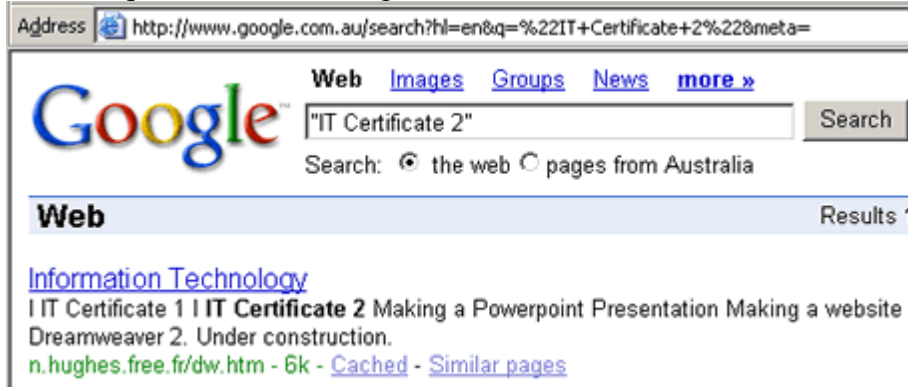 Address http://www.google.com.au/search?hl=en&q=%22IT+Certificate+2%22&meta=
Web Images Groups News more »
Google
"IT Certificate 2" Search
Search: the web pages from Australia
Web Results
Information Technology
I IT Certificate 1 I IT Certificate 2 Making a Powerpoint Presentation Making a website
Dreamweaver 2. Under construction.
n.hughes.free.fr/dw.htm - 6k - Cached - Similar pages